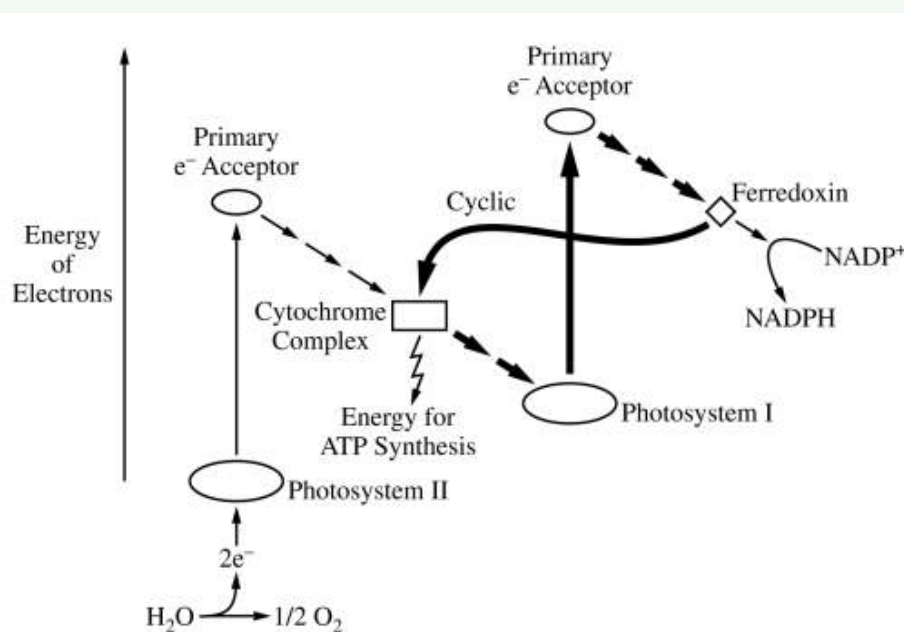 Primary
e⁻ Acceptor
Primary
e⁻ Acceptor
Ferredoxin
Cyclic
Energy
of
Electrons
NADP⁺
NADPH
Cytochrome
Complex
Energy for
ATP Synthesis
Photosystem I
Photosystem II
2e⁻
H₂O
1/2 O₂